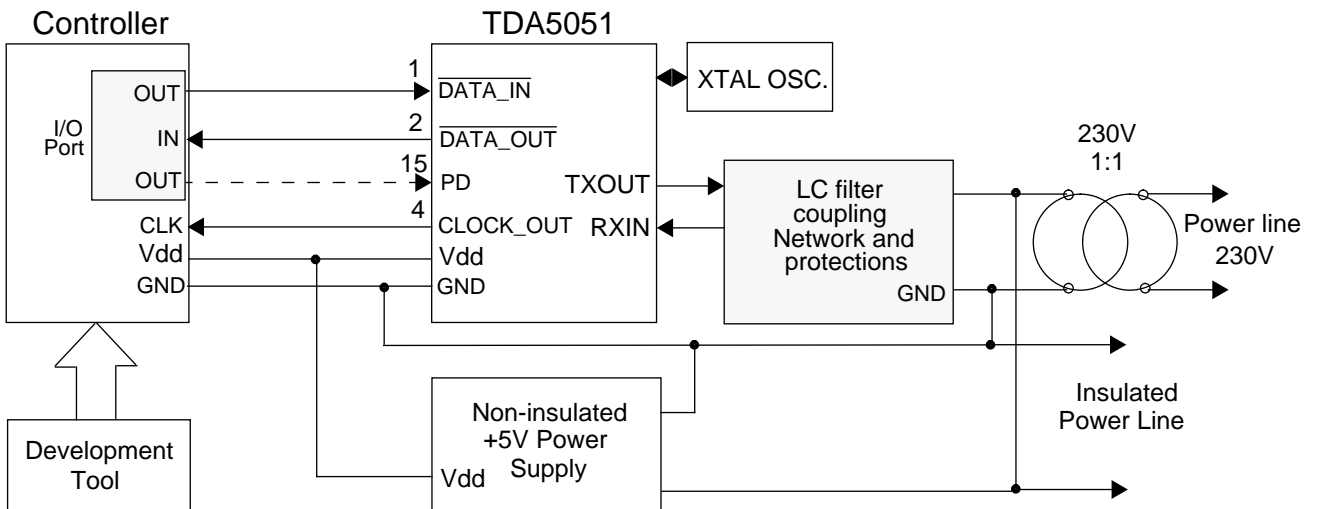 Controller
TDA5051
OUT
I/O
Port
IN
OUT
CLK
Vdd
GND
1
2
15
4
DATA_IN
DATA_OUT
PD
CLOCK_OUT
Vdd
GND
TXOUT
RXIN
XTAL OSC.
LC filter
coupling
Network and
protections
GND
230V
1:1
Power line
230V
Insulated
Power Line
Development
Tool
Non-insulated
+5V Power
Supply
Vdd